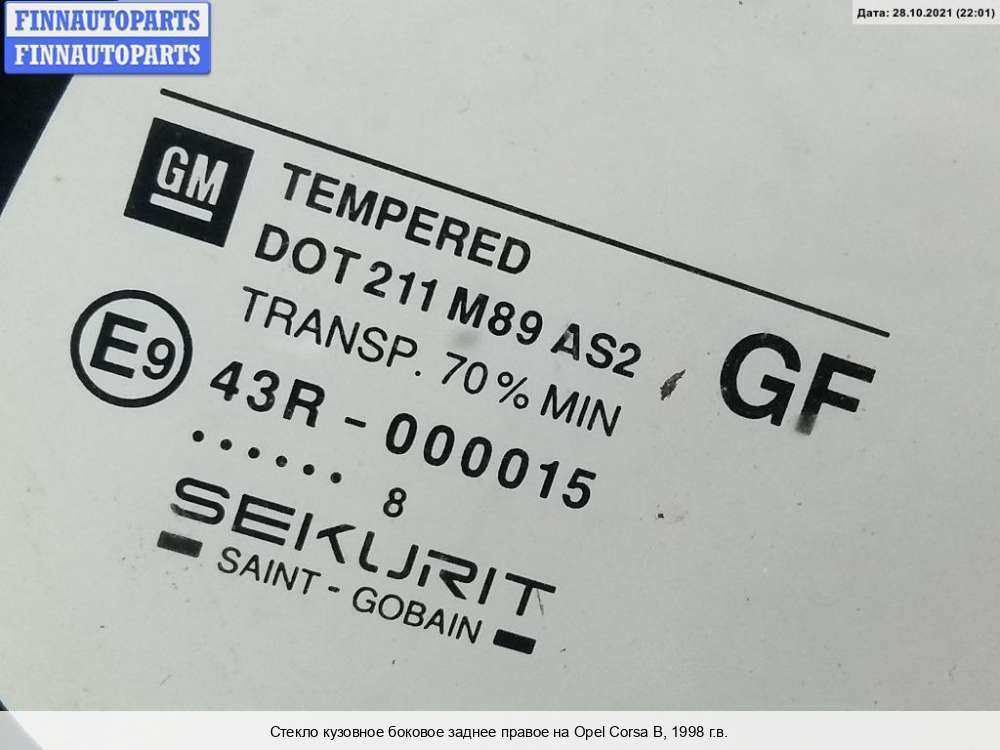 FINNAUTOPARTS
FINNAUTOPARTS
Дата: 28.10.2021 (22:01)
GM
TEMPERED
DOT 211 M89 AS2
TRANSP. 70% MIN
GF
E9
43R - 000015
...... 8
SEKURIT
SAINT - GOBAIN
Стекло кузовное боковое заднее правое на Opel Corsa B, 1998 г.в.